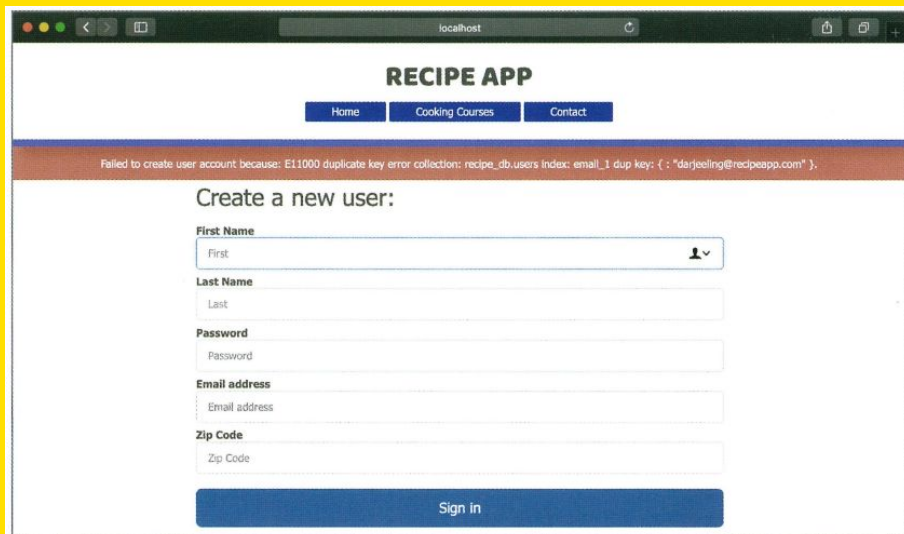 localhost
RECIPE APP
Home Cooking Courses Contact
Failed to create user account because: E11000 duplicate key error collection: recipe_db.users index: email_1 dup key: { : "darjeeling@recipeapp.com" }.
Create a new user:
First Name
First
Last Name
Last
Password
Password
Email address
Email address
Zip Code
Zip Code
Sign in